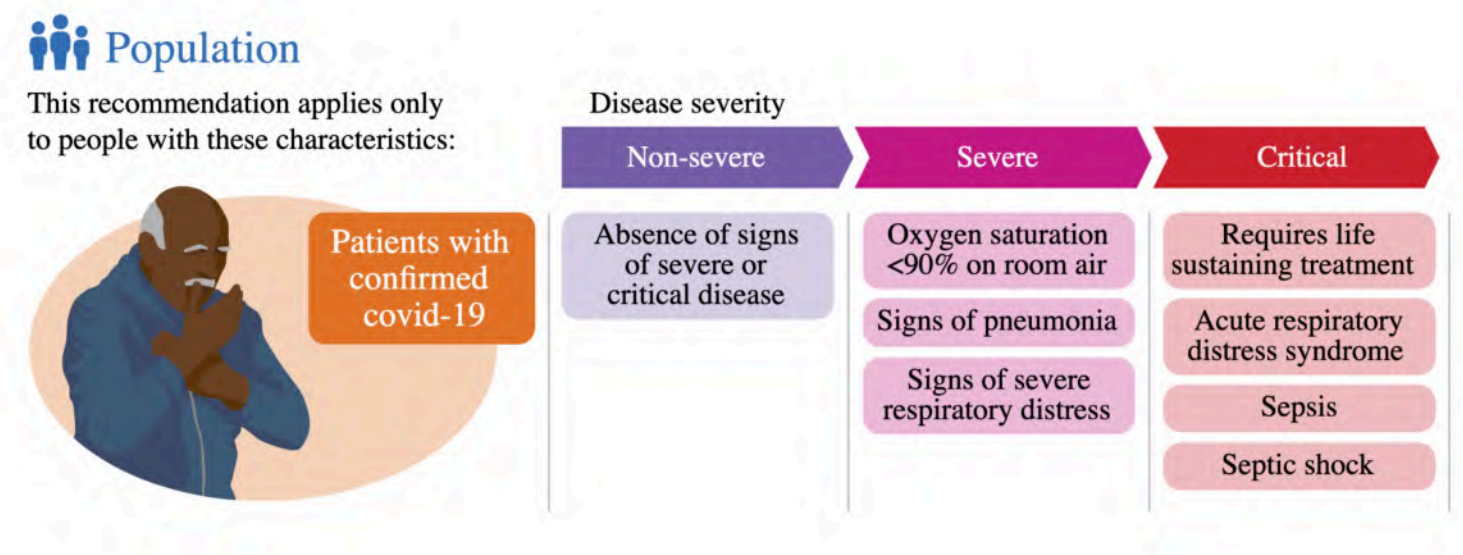 Population
This recommendation applies only
to people with these characteristics:
Patients with
confirmed
covid-19
Disease severity
Non-severe
Absence of signs
of severe or
critical disease
Severe
Oxygen saturation
<90% on room air
Signs of pneumonia
Signs of severe
respiratory distress
Critical
Requires life
sustaining treatment
Acute respiratory
distress syndrome
Sepsis
Septic shock